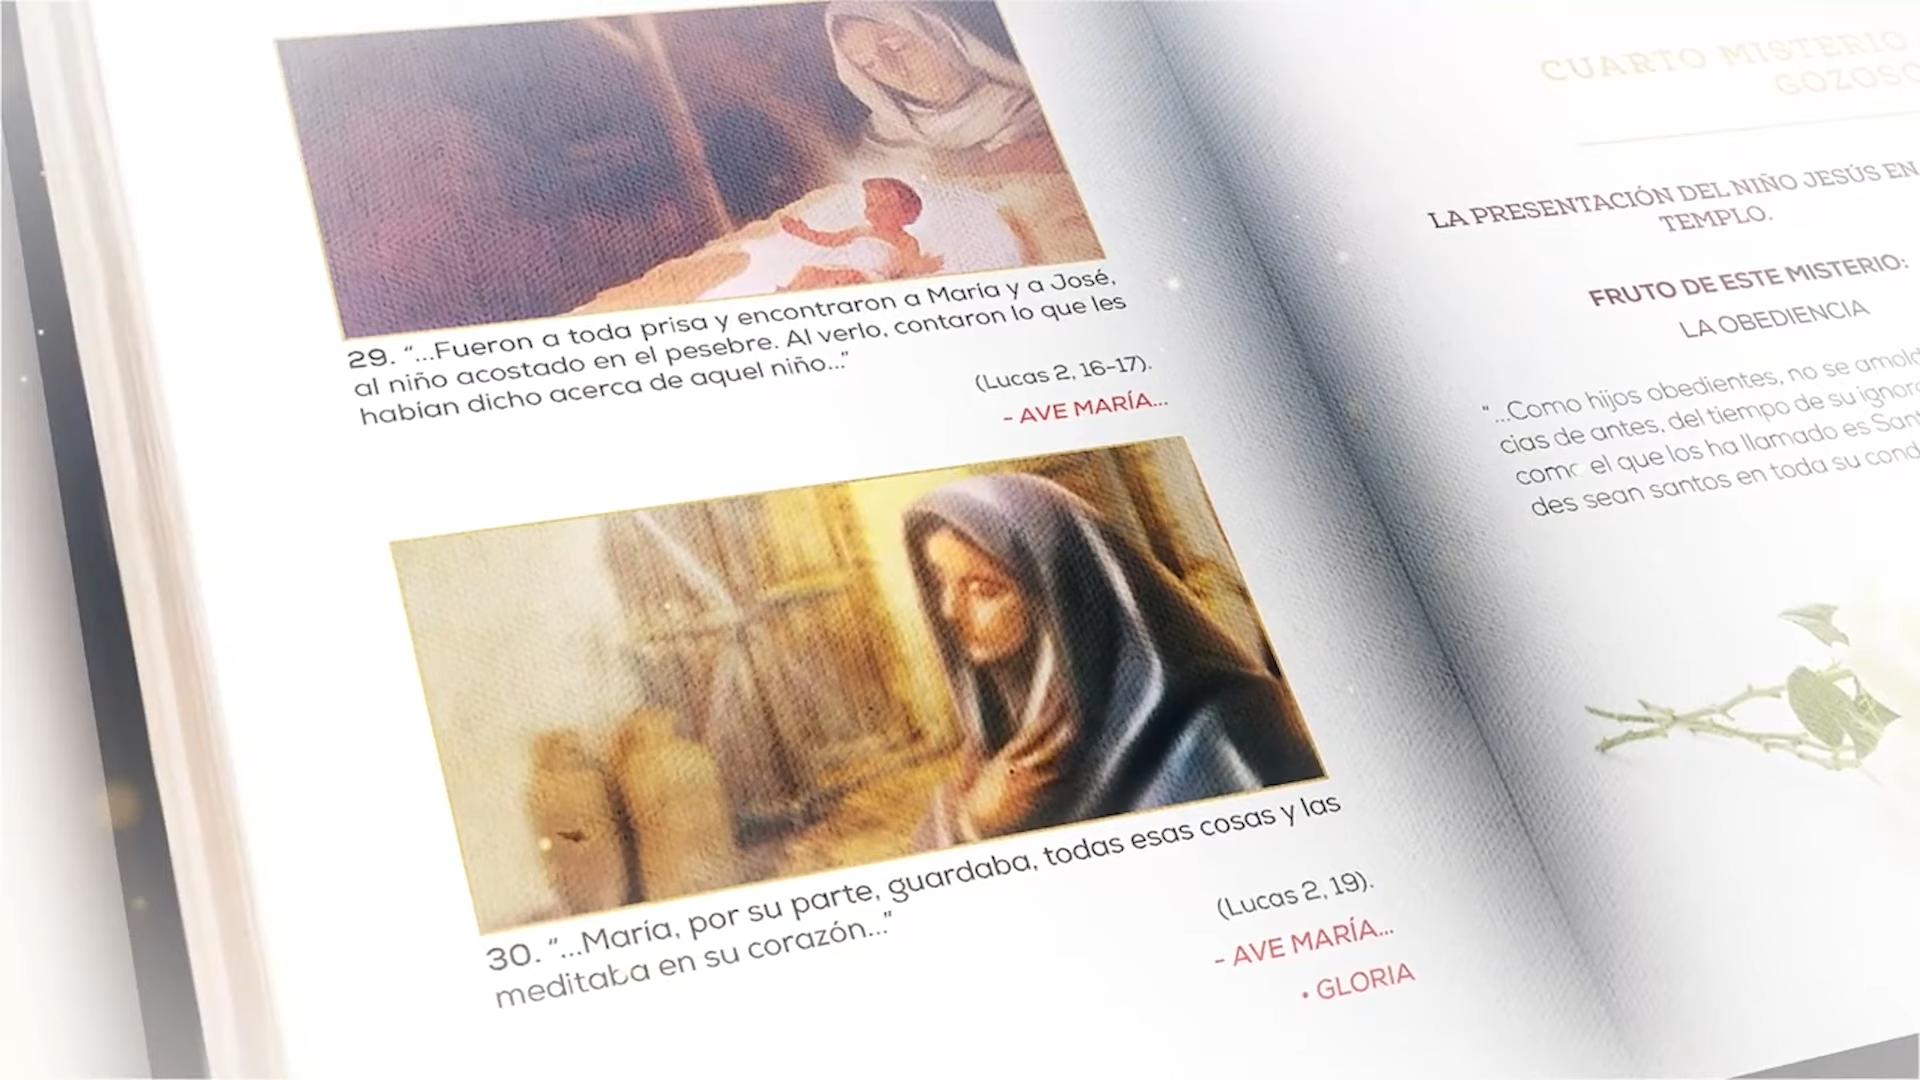 29. “...Fueron a toda prisa y encontraron a María y a José,
al niño acostado en el pesebre. Al verlo, contaron lo que les
habían dicho acerca de aquel niño...”
(Lucas 2, 16-17).
- AVE MARÍA...
30. “...María, por su parte, guardaba, todas esas cosas y las
meditaba en su corazón...”
(Lucas 2, 19).
- AVE MARÍA...
• GLORIA
CUARTO MISTERIO
GOZOSO
LA PRESENTACIÓN DEL NIÑO JESÚS EN
TEMPLO.
FRUTO DE ESTE MISTERIO:
LA OBEDIENCIA
“...Como hijos obedientes, no se
cias de antes, del tiempo de su
como el que los ha llamado es
des sean santos en toda su